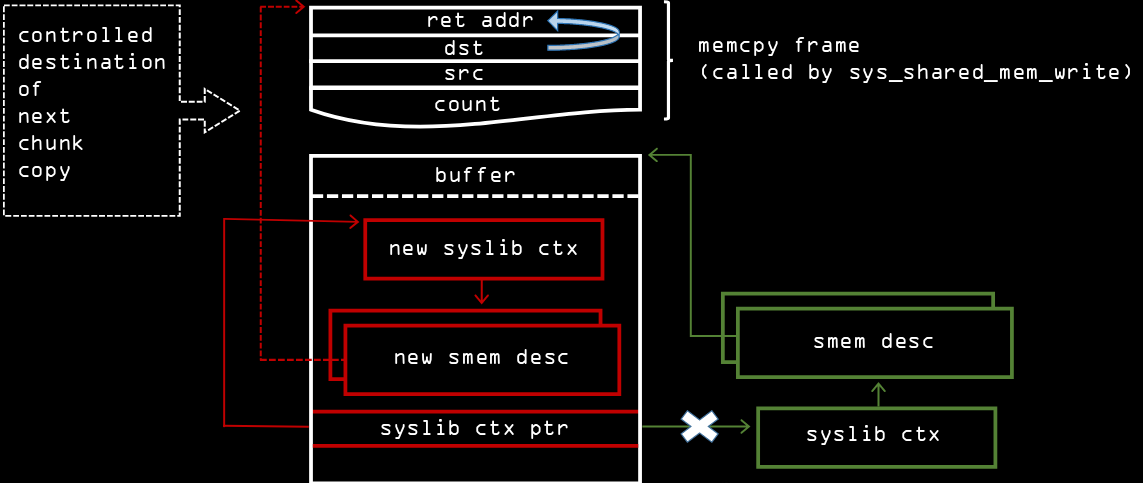 controlled
destination
of
next
chunk
copy
ret addr
dst
src
count
memcpy frame
(called by sys_shared_mem_write)
buffer
new syslib ctx
new smem desc
syslib ctx ptr
smem desc
syslib ctx